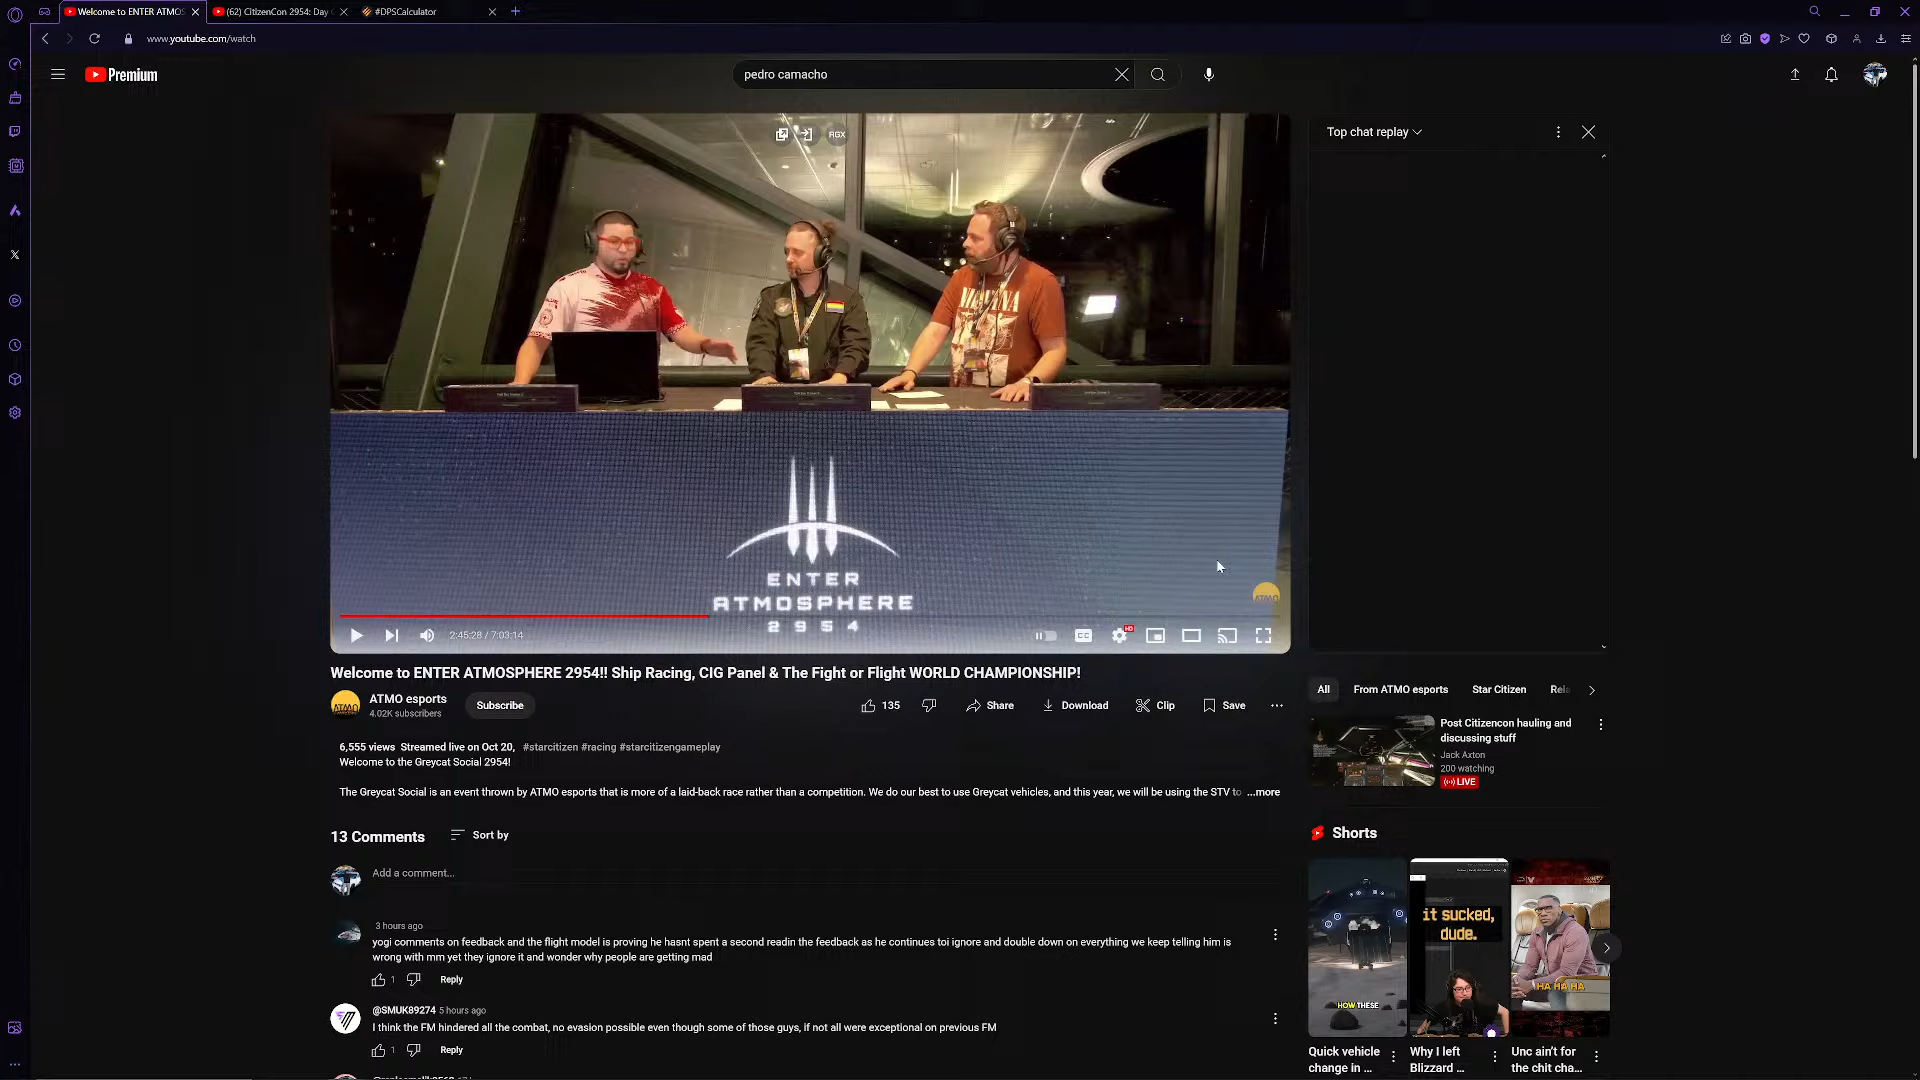 Welcome to ENTER ATMOS
(62) CitizenCon 2954: Day
#DPSCalculator
www.youtube.com/watch
Premium
pedro camacho
RGX
Top chat replay
NIRVANA
ENTER
ATMOSPHERE
2954
ATMO
2:45:28 / 7:03:14
CC
HD
Welcome to ENTER ATMOSPHERE 2954!! Ship Racing, CIG Panel & The Fight or Flight WORLD CHAMPIONSHIP!
ATMO esports
4.02K subscribers
Subscribe
135
Share
Download
Clip
Save
All
From ATMO esports
Star Citizen
Rela
Post Citizencon hauling and
discussing stuff
Jack Axton
200 watching
LIVE
6,555 views Streamed live on Oct 20, #starcitizen #racing #starcitizengameplay
Welcome to the Greycat Social 2954!
The Greycat Social is an event thrown by ATMO esports that is more of a laid-back race rather than a competition. We do our best to use Greycat vehicles, and this year, we will be using the STV to ...more
13 Comments
Sort by
Add a comment...
3 hours ago
yogi comments on feedback and the flight model is proving he hasnt spent a second readin the feedback as he continues toi ignore and double down on everything we keep telling him is
wrong with mm yet they ignore it and wonder why people are getting mad
1
Reply
@SMUK89274 5 hours ago
I think the FM hindered all the combat, no evasion possible even though some of those guys, if not all were exceptional on previous FM
1
Reply
Shorts
HOW THESE
it sucked,
dude.
HA HA HA
Quick vehicle
change in ...
Why I left
Blizzard ...
Unc ain't for
the chit cha...